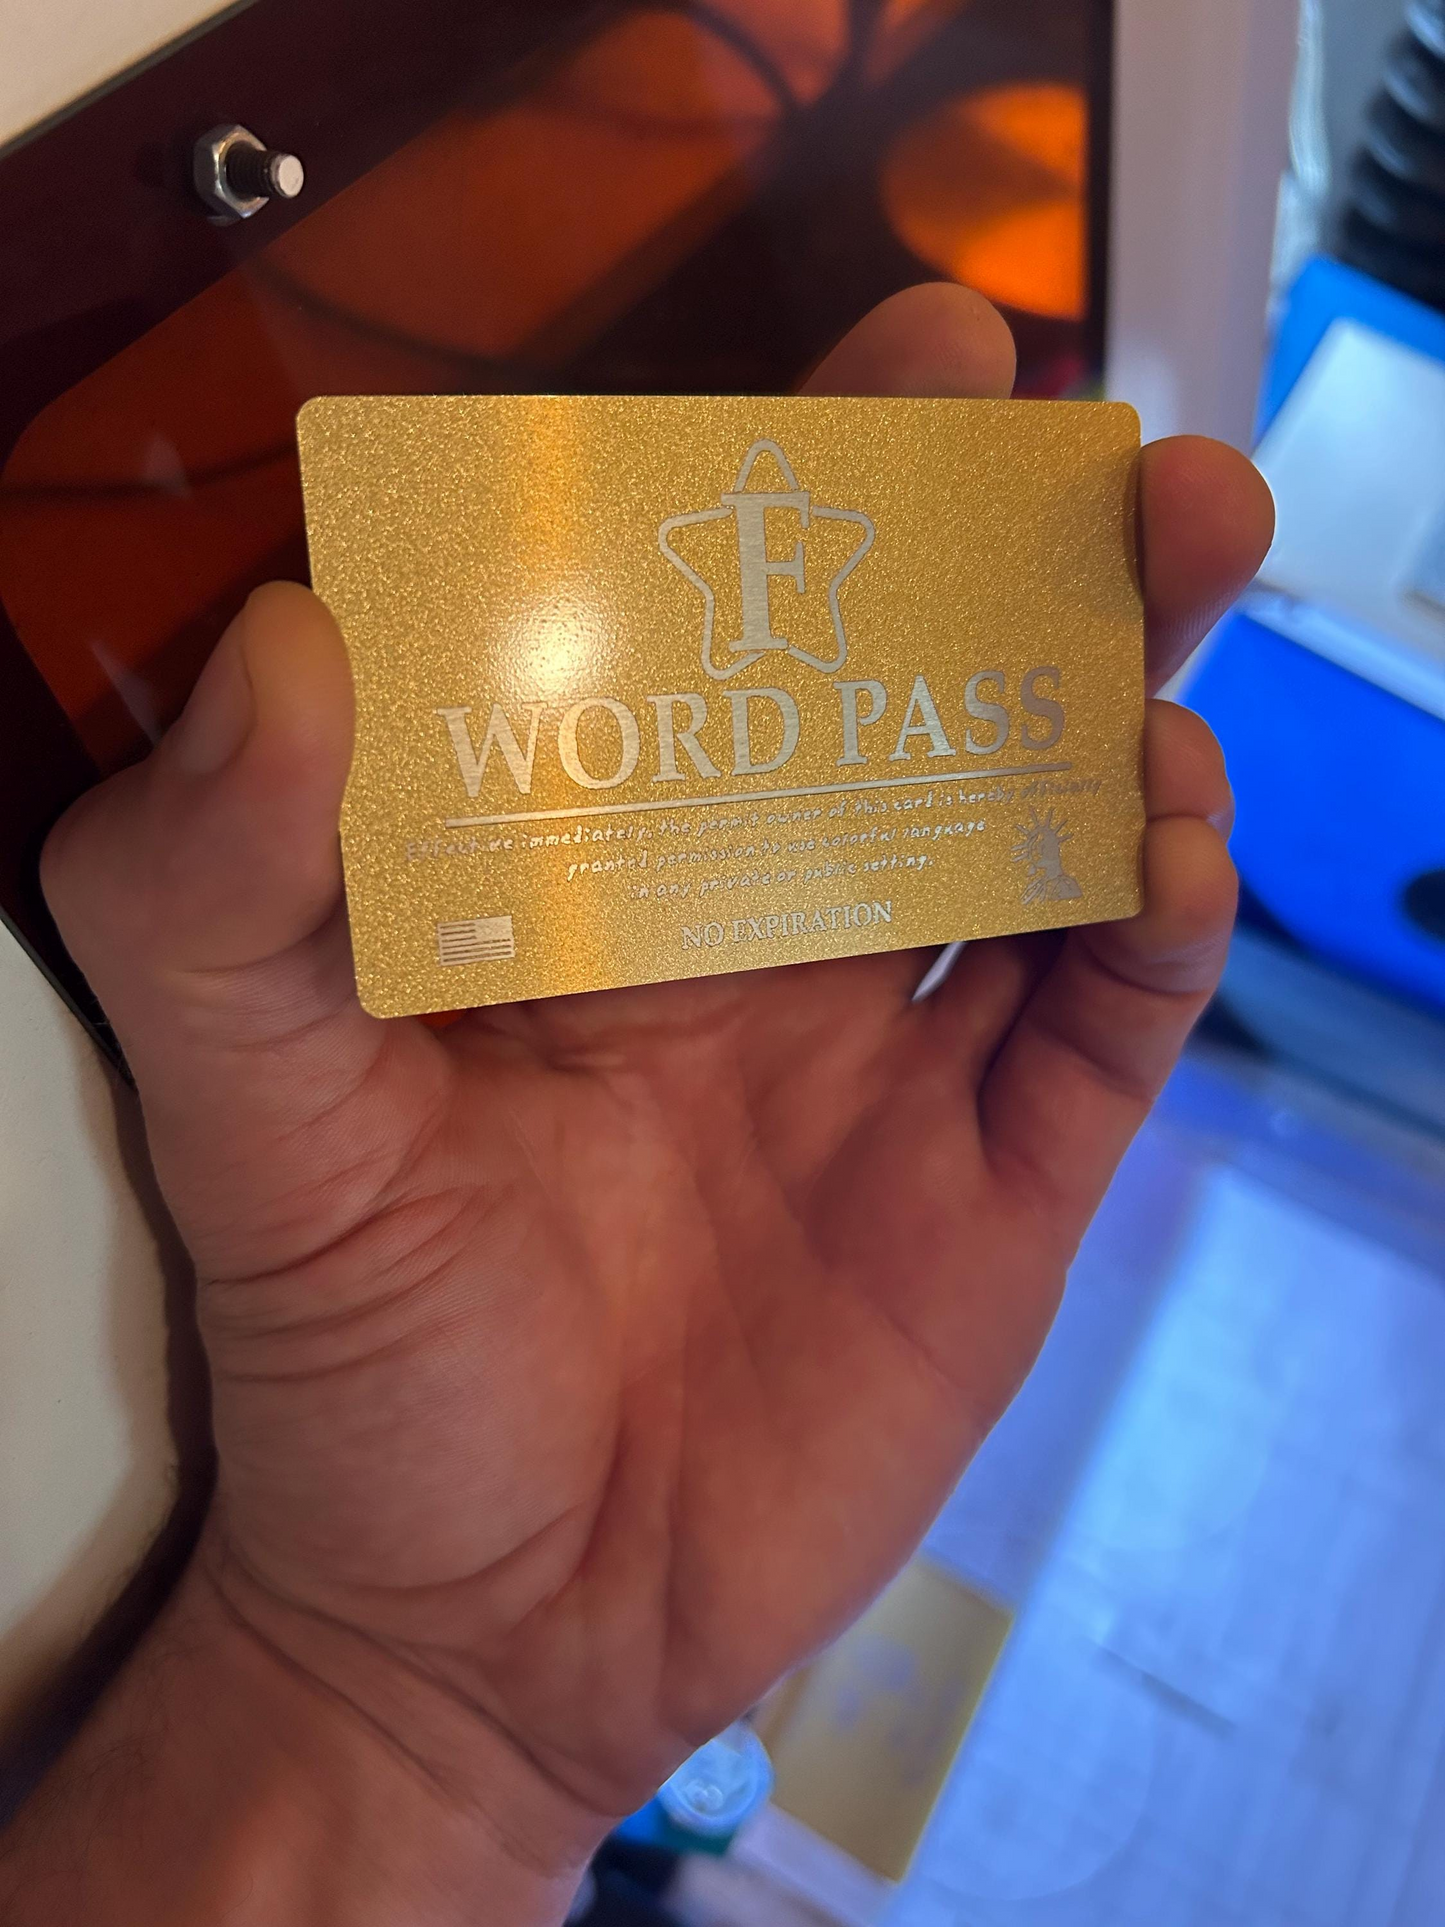 F
WORD PASS
Effective immediately, the permit owner of this card is hereby officially
granted permission to use colorful language
in any private or public setting.
NO EXPIRATION